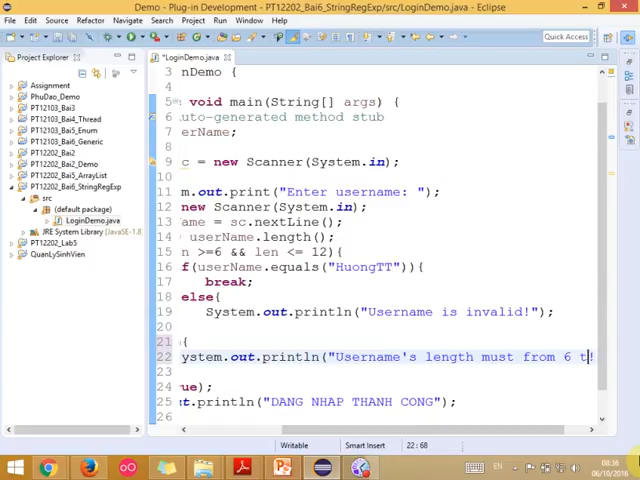 Demo - Plug-in Development - PT12202_Bai6_StringRegExp/src/LoginDemo.java - Eclipse
File Edit Source Refactor Navigate Search Project Run Window Help
Quick Access
Project Explorer
*LoginDemo.java
Assignment
PhuDao_Demo
PT12103_Bai3
PT12103_Bai4_Thread
PT12202_Bai5_Enum
PT12202_Bai6_Generic
PT12202_Bai2
PT12202_Bai2_Demo
PT12202_Bai5_ArrayList
PT12202_Bai6_StringRegExp
src
(default package)
LoginDemo.java
JRE System Library [JavaSE-1.8]
PT12202_Lab5
QuanLySinhVien
3 nDemo {
4
5 void main(String[] args) {
6 uto-generated method stub
7 erName;
8
9 c = new Scanner(System.in);
10
11 m.out.print("Enter username: ");
12 new Scanner(System.in);
13 ame = sc.nextLine();
14 userName.length();
15 n >=6 && len <= 12){
16 f(userName.equals("HuongTT")){
17 break;
18 else{
19 System.out.println("Username is invalid!");
20
21 {
22 ystem.out.println("Username's length must from 6 t!
23
24 ue);
25 t.println("DANG NHAP THANH CONG");
26
Writable Smart Insert 22 : 68
EN
08:36
06/10/2016